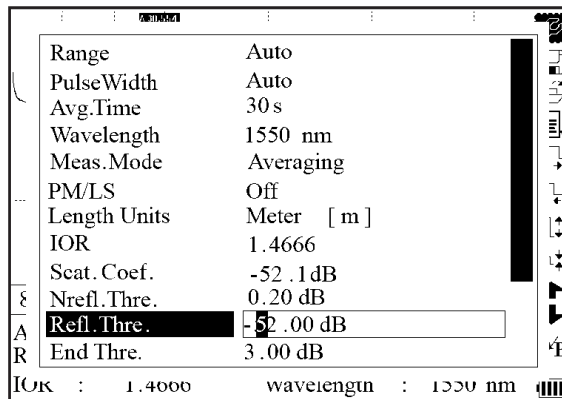 Range Auto
PulseWidth Auto
Avg.Time 30 s
Wavelength 1550 nm
Meas.Mode Averaging
PM/LS Off
Length Units Meter [ m ]
IOR 1.4666
Scat. Coef. -52 .1dB
Nrefl.Thre. 0.20 dB
Refl.Thre. -52 .00 dB
End Thre. 3.00 dB
A
R
IOR : 1.4666 Wavelength : 1550 nm